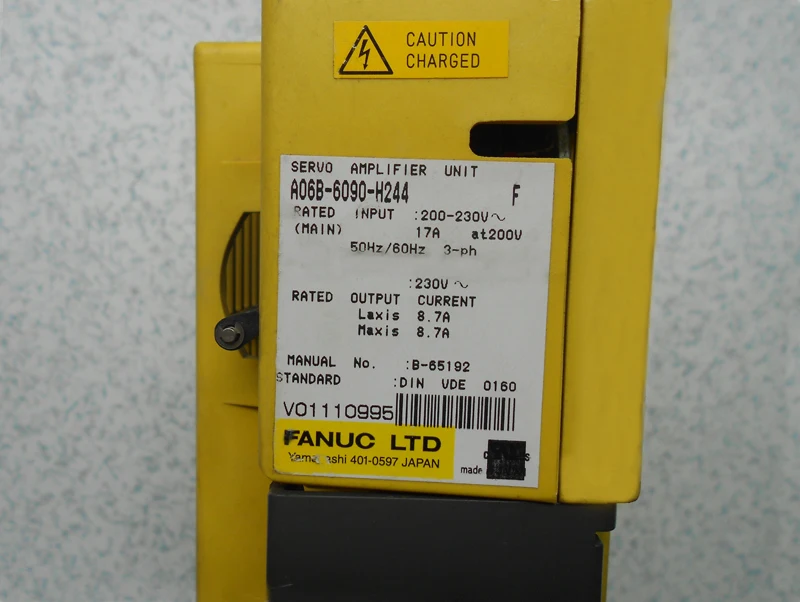 CAUTION
CHARGED
SERVO AMPLIFIER UNIT
A06B-6090-H244 F
RATED INPUT :200-230V～
(MAIN) 17A at200V
50Hz/60Hz 3-ph
:230V～
RATED OUTPUT CURRENT
Laxis 8.7A
Maxis 8.7A
MANUAL No. :B-65192
STANDARD :DIN VDE 0160
V01110995
FANUC LTD
401-0597 JAPAN
made